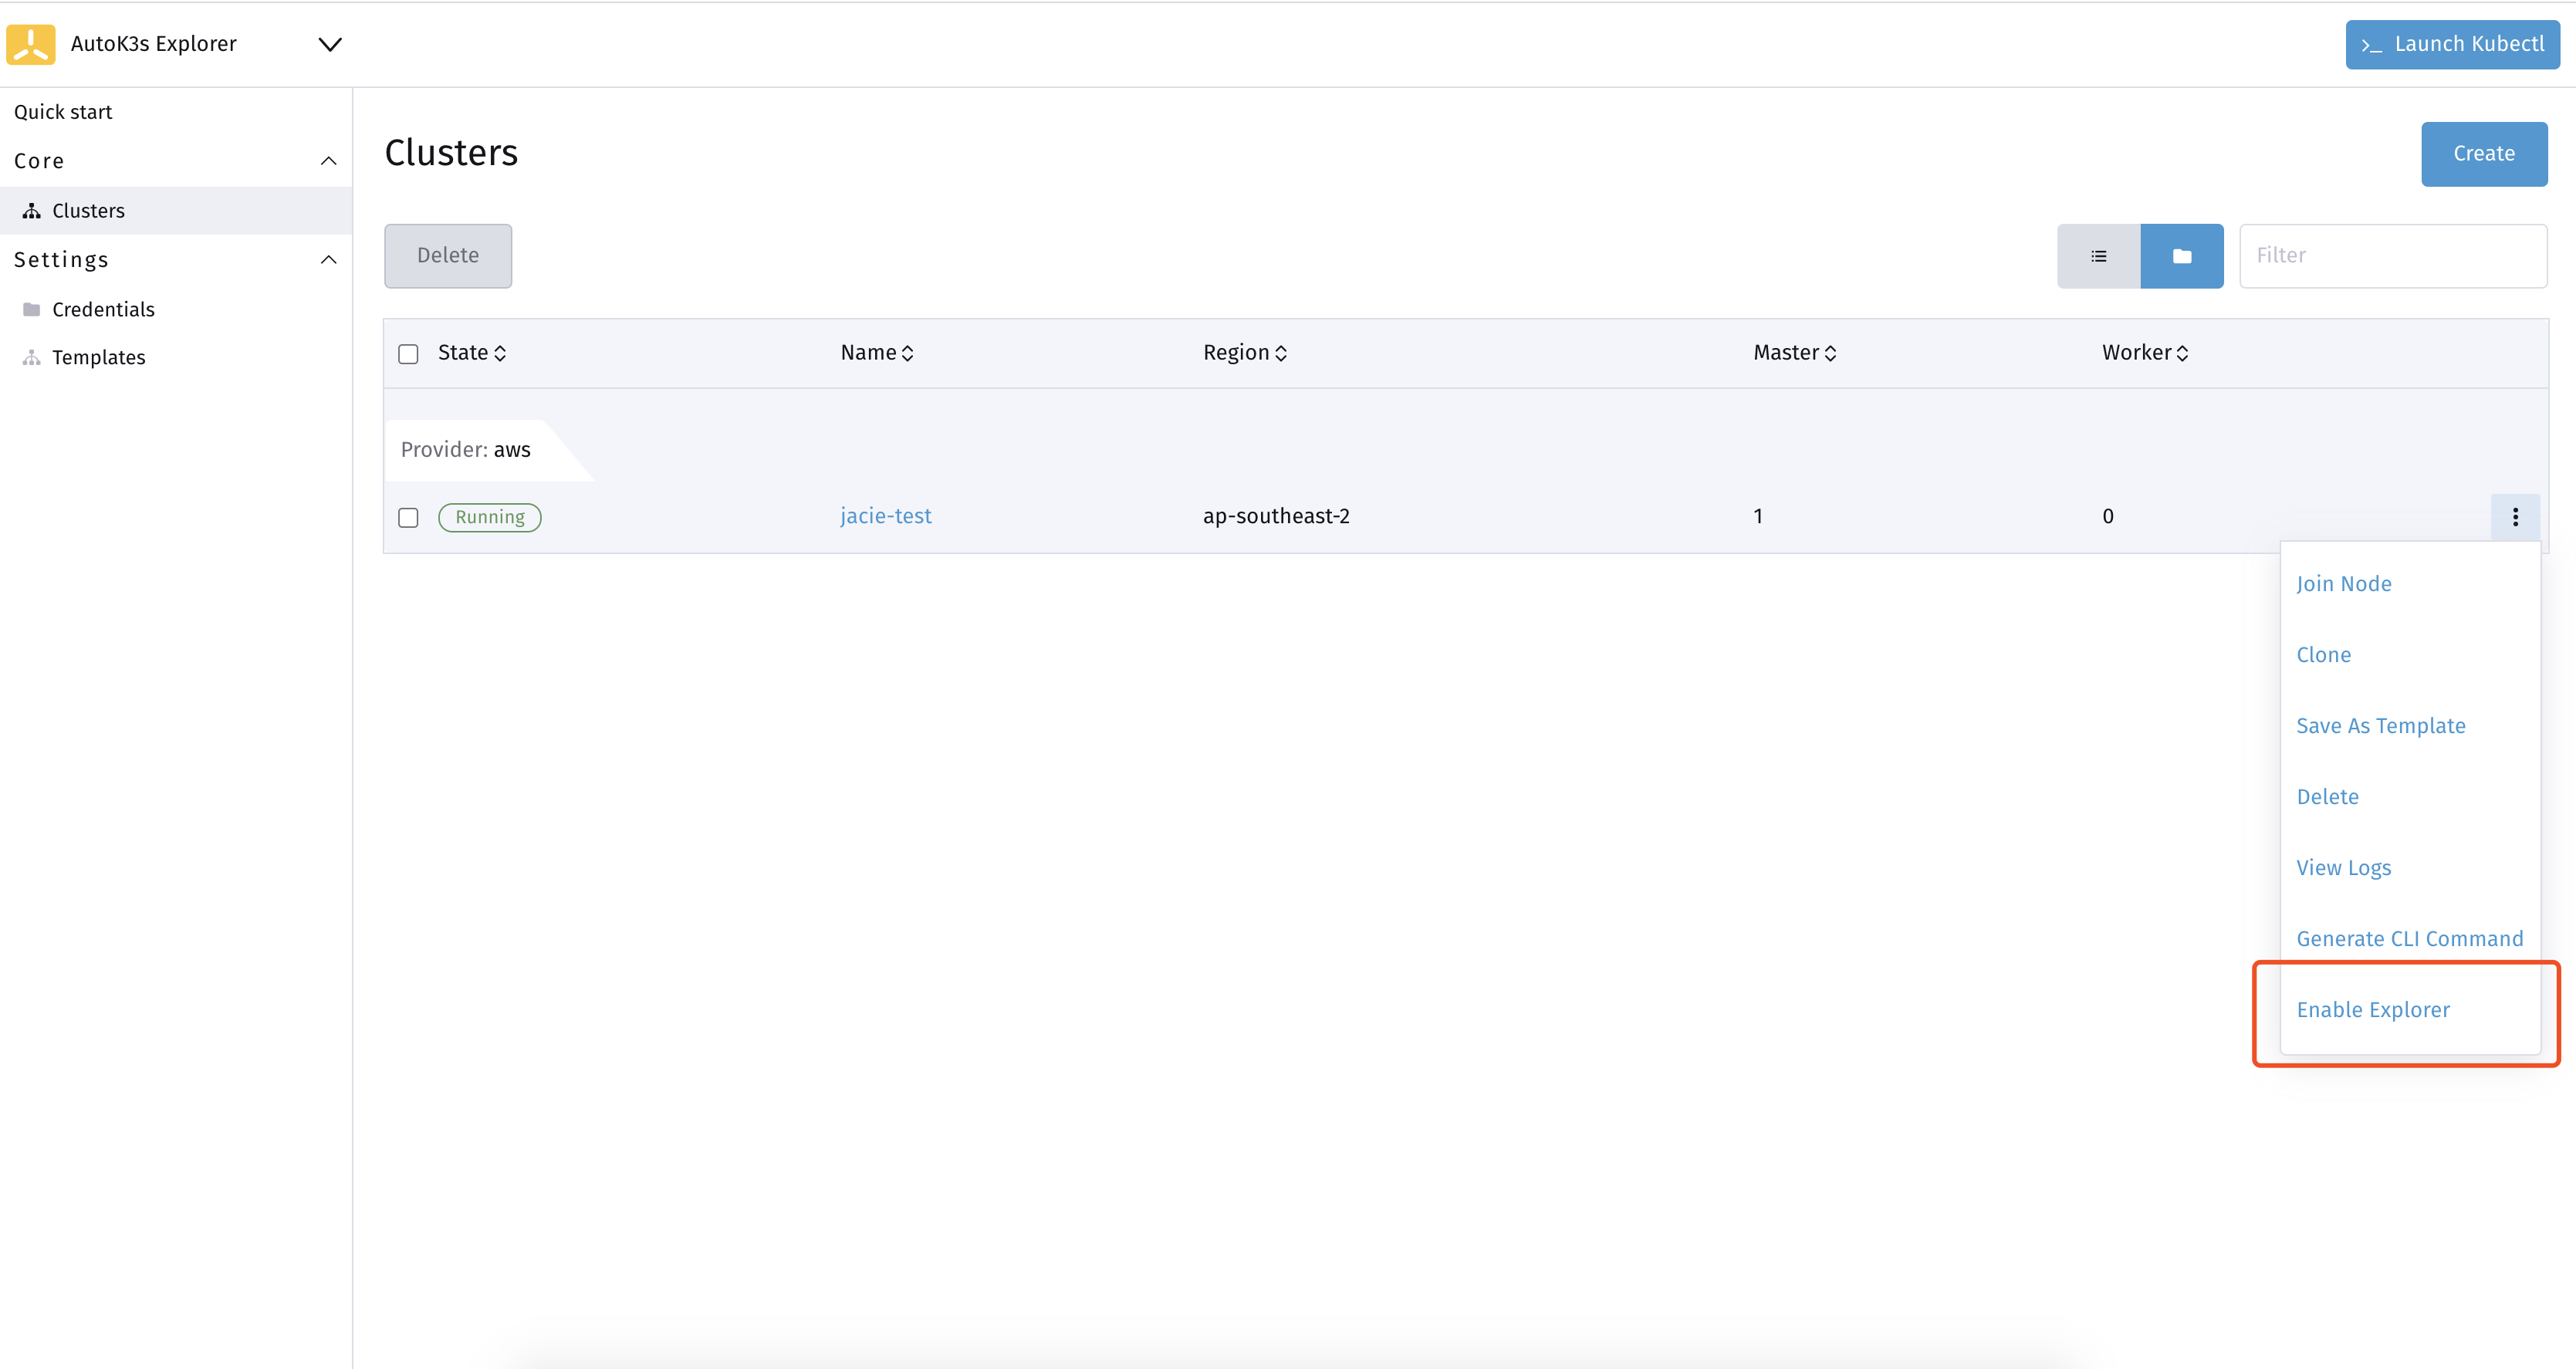 AutoK3s Explorer
>_ Launch Kubectl
Quick start
Core
Clusters
Settings
Credentials
Templates
Clusters
Create
Delete
Filter
State Name Region Master Worker
Provider: aws
Running jacie-test ap-southeast-2 1 0
Join Node
Clone
Save As Template
Delete
View Logs
Generate CLI Command
Enable Explorer